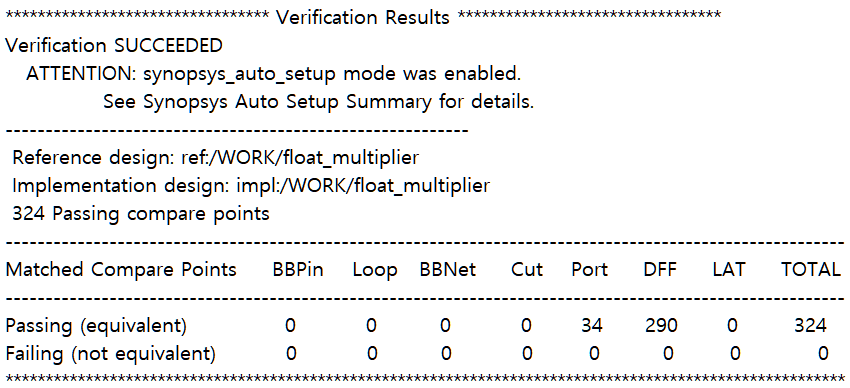 ********************************* Verification Results *********************************
Verification SUCCEEDED
ATTENTION: synopsys_auto_setup mode was enabled.
See Synopsys Auto Setup Summary for details.
-----------------------------------------------------------
Reference design: ref:/WORK/float_multiplier
Implementation design: impl:/WORK/float_multiplier
324 Passing compare points
----------------------------------------------------------------------------------------------------------
Matched Compare Points BBPin Loop BBNet Cut Port DFF LAT TOTAL
----------------------------------------------------------------------------------------------------------
Passing (equivalent) 0 0 0 0 34 290 0 324
Failing (not equivalent) 0 0 0 0 0 0 0 0
**********************************************************************************************************